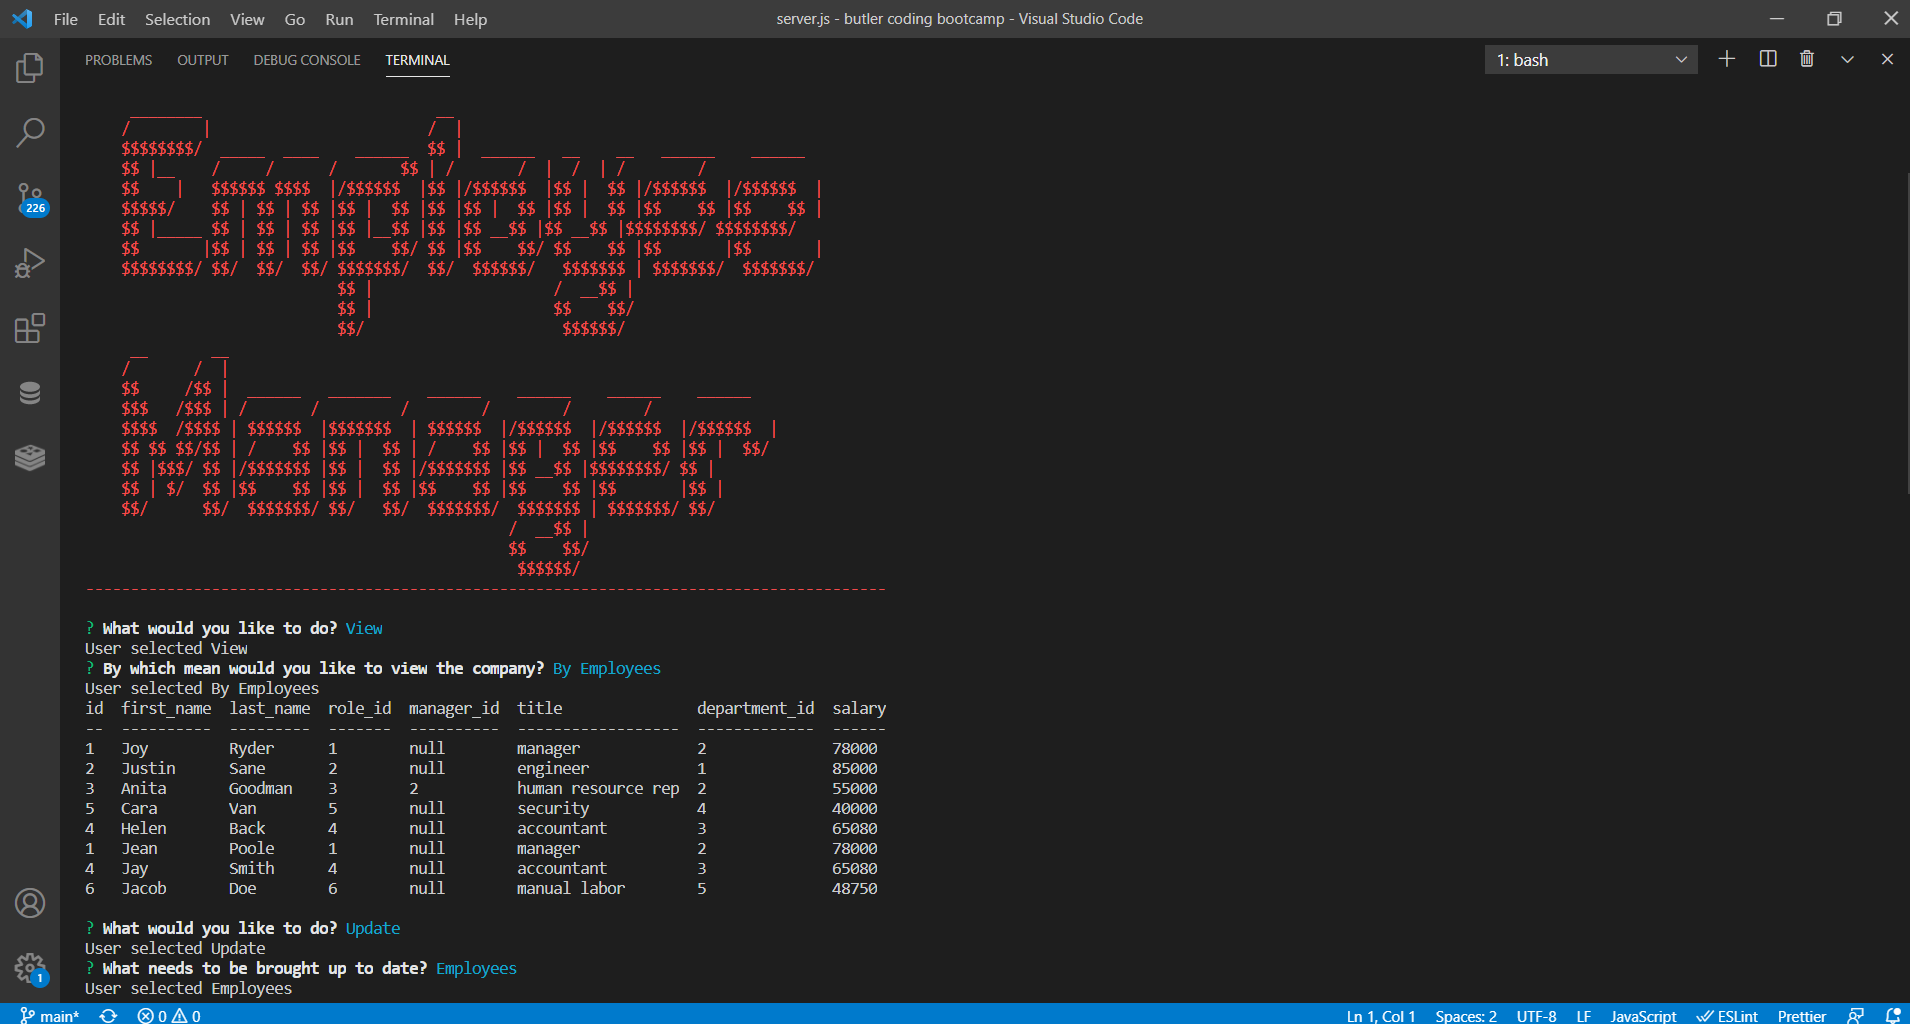 File Edit Selection View Go Run Terminal Help
server.js - butler coding bootcamp - Visual Studio Code
PROBLEMS OUTPUT DEBUG CONSOLE TERMINAL
1: bash
Employee
Manager
? What would you like to do? View
User selected View
? By which mean would you like to view the company? By Employees
User selected By Employees
id first_name last_name role_id manager_id title department_id salary
-- ---------- --------- ------- ---------- ------------------ ------------- ------
1 Joy Ryder 1 null manager 2 78000
2 Justin Sane 2 null engineer 1 85000
3 Anita Goodman 3 2 human resource rep 2 55000
5 Cara Van 5 null security 4 40000
4 Helen Back 4 null accountant 3 65080
1 Jean Poole 1 null manager 2 78000
4 Jay Smith 4 null accountant 3 65080
6 Jacob Doe 6 null manual labor 5 48750
? What would you like to do? Update
User selected Update
? What needs to be brought up to date? Employees
User selected Employees
226
1
main* 0 0 Ln 1, Col 1 Spaces: 2 UTF-8 LF JavaScript ESLint Prettier